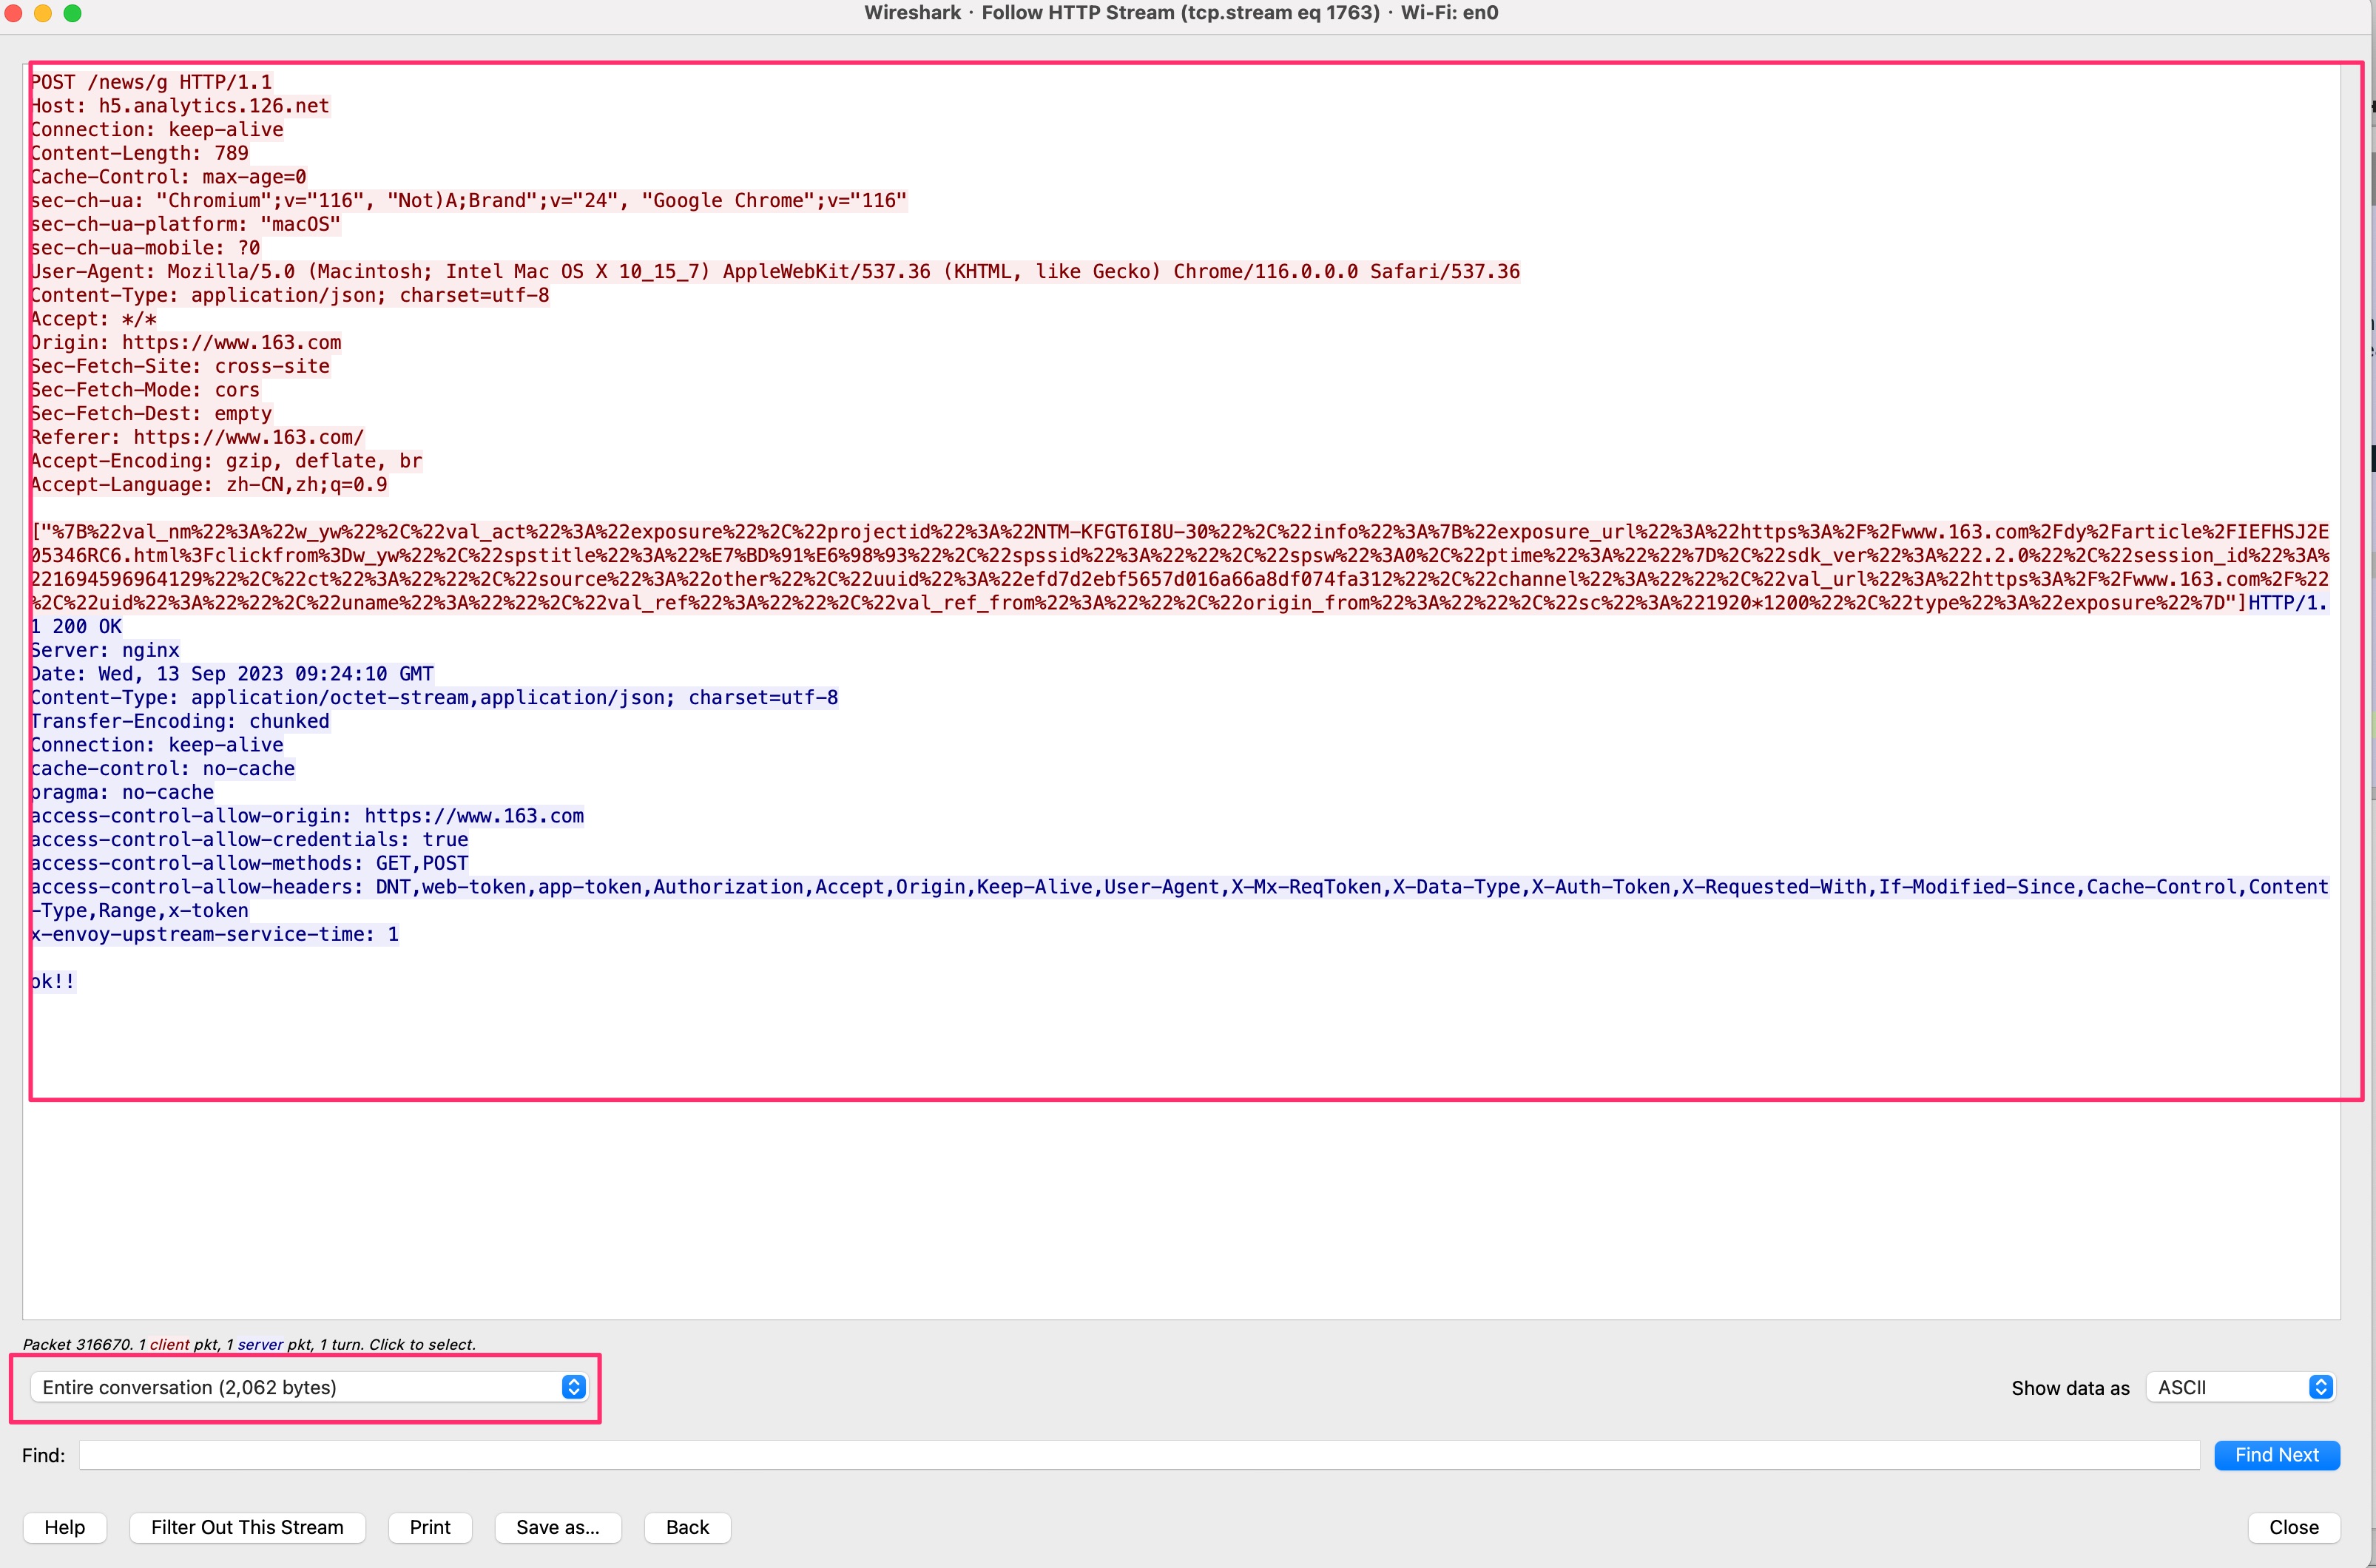 Wireshark · Follow HTTP Stream (tcp.stream eq 1763) · Wi-Fi: en0
POST /news/g HTTP/1.1
Host: h5.analytics.126.net
Connection: keep-alive
Content-Length: 789
Cache-Control: max-age=0
sec-ch-ua: "Chromium";v="116", "Not)A;Brand";v="24", "Google Chrome";v="116"
sec-ch-ua-platform: "macOS"
sec-ch-ua-mobile: ?0
User-Agent: Mozilla/5.0 (Macintosh; Intel Mac OS X 10_15_7) AppleWebKit/537.36 (KHTML, like Gecko) Chrome/116.0.0.0 Safari/537.36
Content-Type: application/json; charset=utf-8
Accept: */*
Origin: https://www.163.com
Sec-Fetch-Site: cross-site
Sec-Fetch-Mode: cors
Sec-Fetch-Dest: empty
Referer: https://www.163.com/
Accept-Encoding: gzip, deflate, br
Accept-Language: zh-CN,zh;q=0.9
["%7B%22val_nm%22%3A%22w_yw%22%2C%22val_act%22%3A%22exposure%22%2C%22projectid%22%3A%22NTM-KFGT6I8U-30%22%2C%22info%22%3A%7B%22exposure_url%22%3A%22https%3A%2F%2Fwww.163.com%2Fdy%2Farticle%2FIEFHSJ2E
05346RC6.html%3Fclickfrom%3Dw_yw%22%2C%22spstitle%22%3A%22%E7%BD%91%E6%98%93%22%2C%22spssid%22%3A%22%22%2C%22spsw%22%3A0%2C%22ptime%22%3A%22%22%7D%2C%22sdk_ver%22%3A%222.2.0%22%2C%22session_id%22%3A%
221694596964129%22%2C%22ct%22%3A%22%22%2C%22source%22%3A%22other%22%2C%22uuid%22%3A%22efd7d2ebf5657d016a66a8df074fa312%22%2C%22channel%22%3A%22%22%2C%22val_url%22%3A%22https%3A%2F%2Fwww.163.com%2F%22
%2C%22uid%22%3A%22%22%2C%22uname%22%3A%22%22%2C%22val_ref%22%3A%22%22%2C%22val_ref_from%22%3A%22%22%2C%22origin_from%22%3A%22%22%2C%22sc%22%3A%221920*1200%22%2C%22type%22%3A%22exposure%22%7D"]HTTP/1.
1 200 OK
Server: nginx
Date: Wed, 13 Sep 2023 09:24:10 GMT
Content-Type: application/octet-stream,application/json; charset=utf-8
Transfer-Encoding: chunked
Connection: keep-alive
cache-control: no-cache
pragma: no-cache
access-control-allow-origin: https://www.163.com
access-control-allow-credentials: true
access-control-allow-methods: GET,POST
access-control-allow-headers: DNT,web-token,app-token,Authorization,Accept,Origin,Keep-Alive,User-Agent,X-Mx-ReqToken,X-Data-Type,X-Auth-Token,X-Requested-With,If-Modified-Since,Cache-Control,Content
-Type,Range,x-token
x-envoy-upstream-service-time: 1
ok!!
Packet 316670. 1 client pkt, 1 server pkt, 1 turn. Click to select.
Entire conversation (2,062 bytes)
Show data as ASCII
Find:
Find Next
Help Filter Out This Stream Print Save as... Back Close